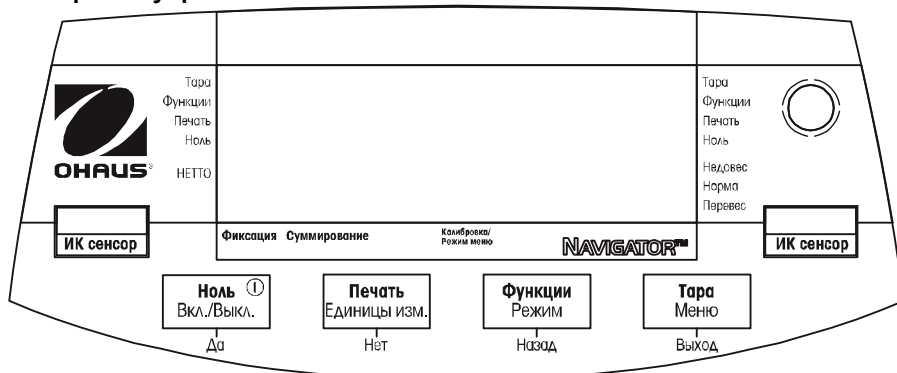 Тара
Функции
Печать
Ноль
НЕТТО
OHAUS®
ИК сенсор
Тара
Функции
Печать
Ноль
Недовес
Норма
Перевес
ИК сенсор
Фиксация Суммирование
Калибровка/
Режим меню
NAVIGATOR™
Ноль
Вкл./Выкл.
Да
Печать
Единицы изм.
Нет
Функции
Режим
Назад
Тара
Меню
Выход